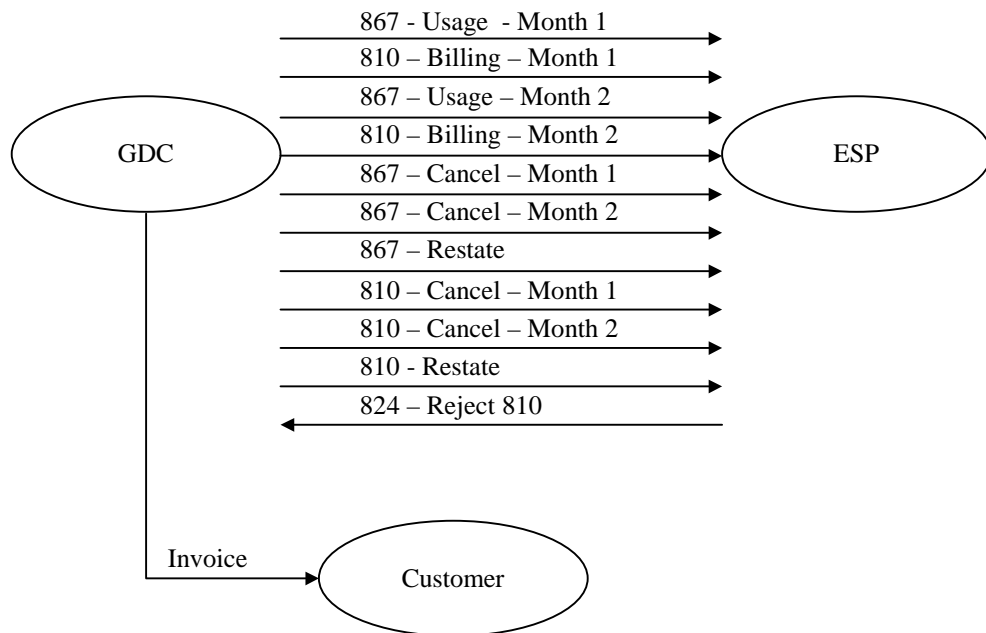 867 - Usage - Month 1
810 – Billing – Month 1
867 – Usage – Month 2
810 – Billing – Month 2
GDC
ESP
867 – Cancel – Month 1
867 – Cancel – Month 2
867 – Restate
810 – Cancel – Month 1
810 – Cancel – Month 2
810 - Restate
824 – Reject 810
Invoice
Customer